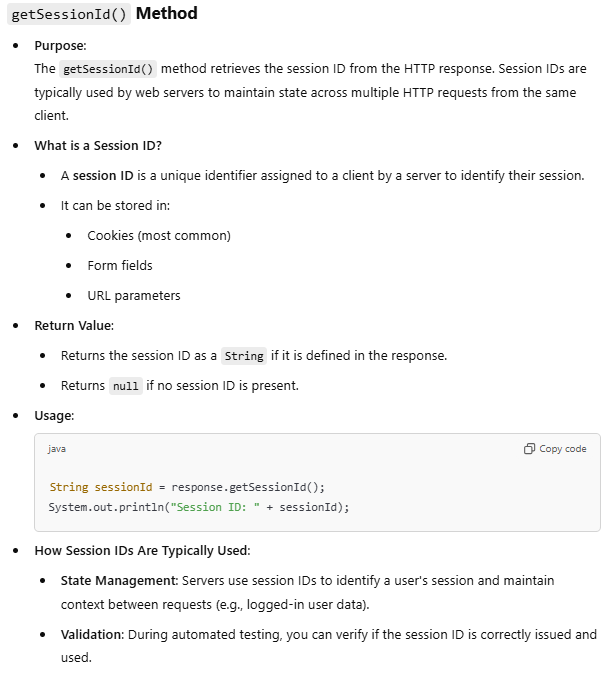 getSessionId() Method
• Purpose:
The getSessionId() method retrieves the session ID from the HTTP response. Session IDs are
typically used by web servers to maintain state across multiple HTTP requests from the same
client.
• What is a Session ID?
• A session ID is a unique identifier assigned to a client by a server to identify their session.
• It can be stored in:
• Cookies (most common)
• Form fields
• URL parameters
• Return Value:
• Returns the session ID as a String if it is defined in the response.
• Returns null if no session ID is present.
• Usage:
java Copy code
String sessionId = response.getSessionId();
System.out.println("Session ID: " + sessionId);
• How Session IDs Are Typically Used:
• State Management: Servers use session IDs to identify a user's session and maintain
context between requests (e.g., logged-in user data).
• Validation: During automated testing, you can verify if the session ID is correctly issued and
used.